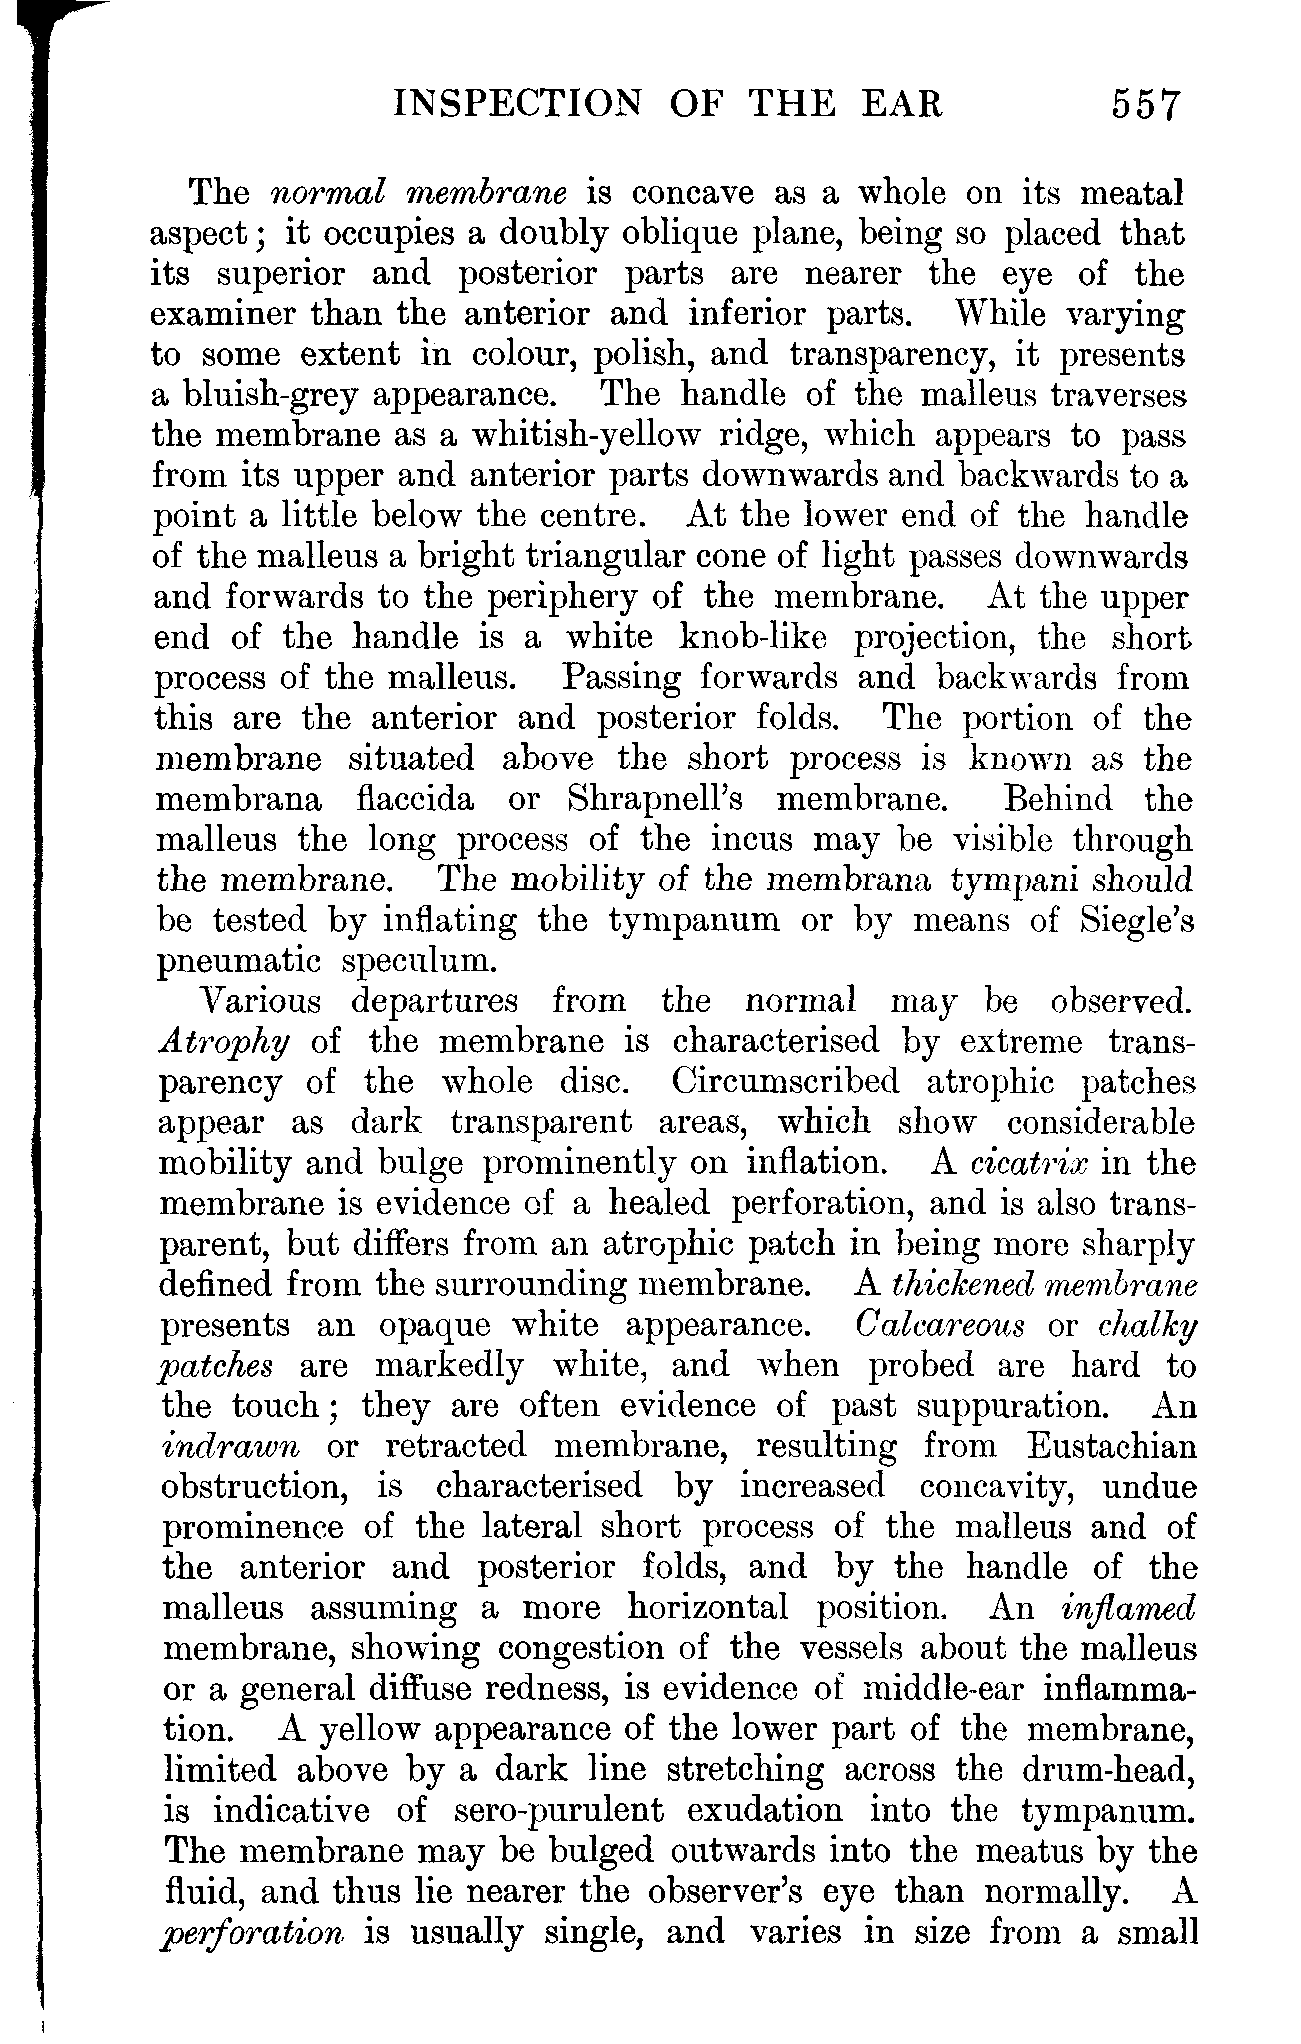 INSPECTION OF THE EAR 557
The normal membrane is concave as a whole on its meatal
aspect; it occupies a doubly oblique plane, being so placed that
its superior and posterior parts are nearer the eye of the
examiner than the anterior and inferior parts. While varying
to some extent in colour, polish, and transparency, it presents
a bluish-grey appearance. The handle of the malleus traverses
the membrane as a whitish-yellow ridge, which appears to pass
from its upper and anterior parts downwards and backwards to a
point a little below the centre. At the lower end of the handle
of the malleus a bright triangular cone of light passes downwards
and forwards to the periphery of the membrane. At the upper
end of the handle is a white knob-like projection, the short
process of the malleus. Passing forwards and backwards from
this are the anterior and posterior folds. The portion of the
membrane situated above the short process is known as the
membrana flaccida or Shrapnell's membrane. Behind the
malleus the long process of the incus may be visible through
the membrane. The mobility of the membrana tympani should
be tested by inflating the tympanum or by means of Siegle's
pneumatic speculum.
Various departures from the normal may be observed.
Atrophy of the membrane is characterised by extreme trans-
parency of the whole disc. Circumscribed atrophic patches
appear as dark transparent areas, which show considerable
mobility and bulge prominently on inflation. A cicatrix in the
membrane is evidence of a healed perforation, and is also trans-
parent, but differs from an atrophic patch in being more sharply
defined from the surrounding membrane. A thickened membrane
presents an opaque white appearance. Calcareous or chalky
patches are markedly white, and when probed are hard to
the touch; they are often evidence of past suppuration. An
indrawn or retracted membrane, resulting from Eustachian
obstruction, is characterised by increased concavity, undue
prominence of the lateral short process of the malleus and of
the anterior and posterior folds, and by the handle of the
malleus assuming a more horizontal position. An inflamed
membrane, showing congestion of the vessels about the malleus
or a general diffuse redness, is evidence of middle-ear inflamma-
tion. A yellow appearance of the lower part of the membrane,
limited above by a dark line stretching across the drum-head,
is indicative of sero-purulent exudation into the tympanum.
The membrane may be bulged outwards into the meatus by the
fluid, and thus lie nearer the observer's eye than normally. A
perforation is usually single, and varies in size from a small